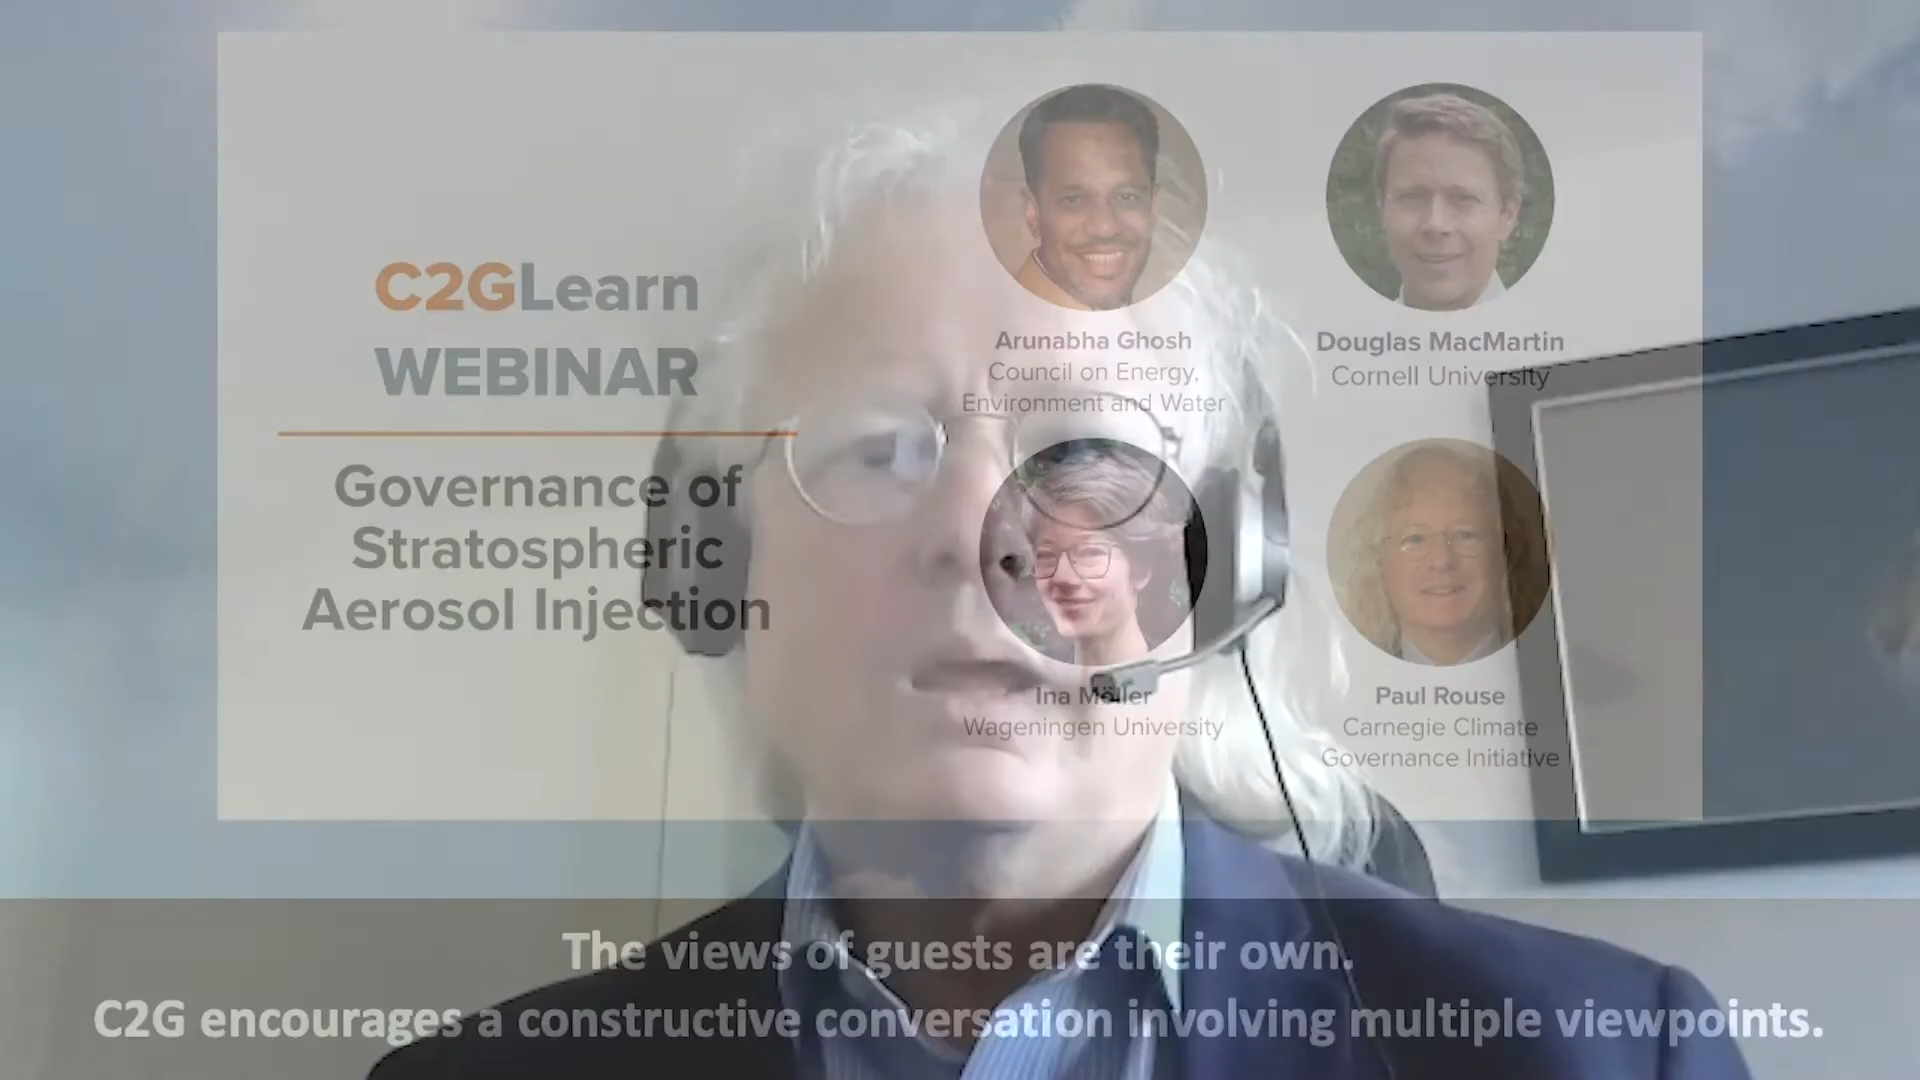 C2GLearn
WEBINAR
Governance of
Stratospheric
Aerosol Injection
Arunabha Ghosh
Council on Energy,
Environment and Water
Douglas MacMartin
Cornell University
Ina Möller
Wageningen University
Paul Rouse
Carnegie Climate
Governance Initiative
The views of guests are their own.
C2G encourages a constructive conversation involving multiple viewpoints.